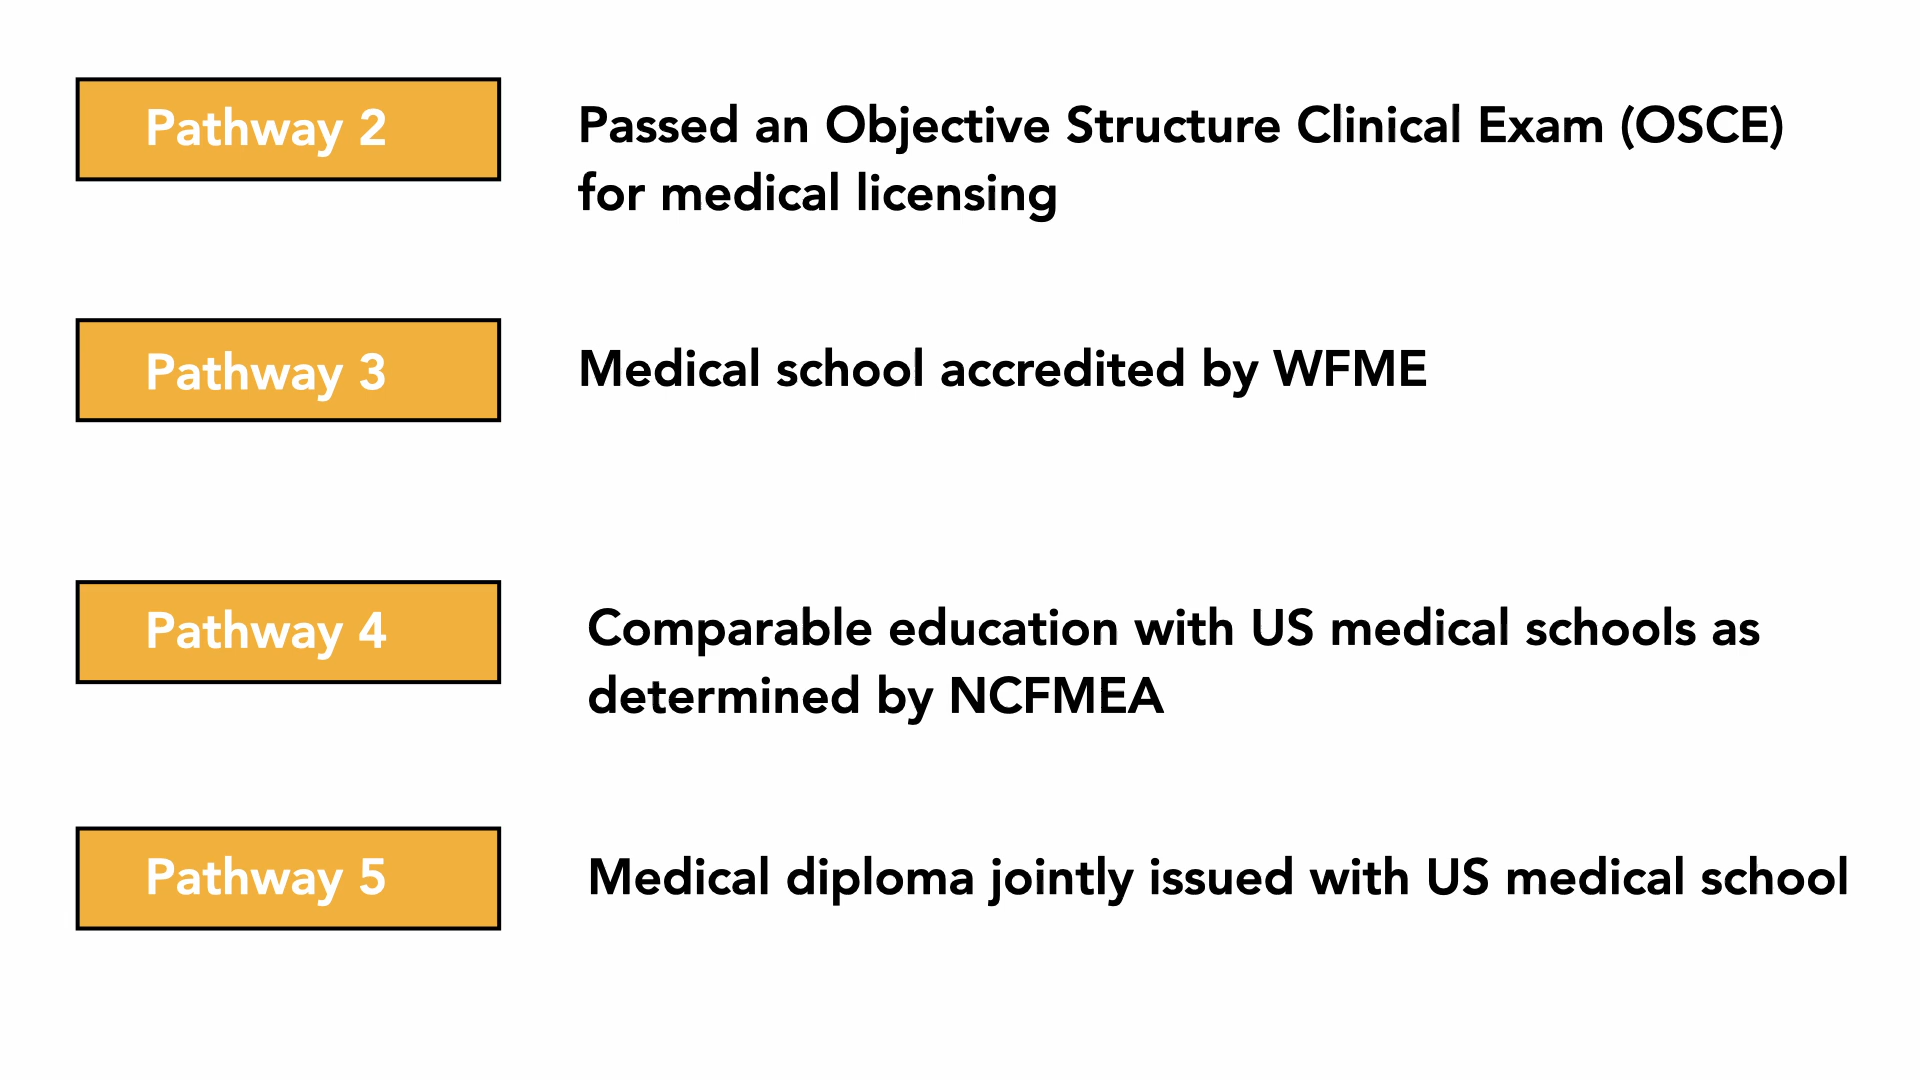 Pathway 2
Passed an Objective Structure Clinical Exam (OSCE)
for medical licensing
Pathway 3
Medical school accredited by WFME
Pathway 4
Comparable education with US medical schools as
determined by NCFMEA
Pathway 5
Medical diploma jointly issued with US medical school